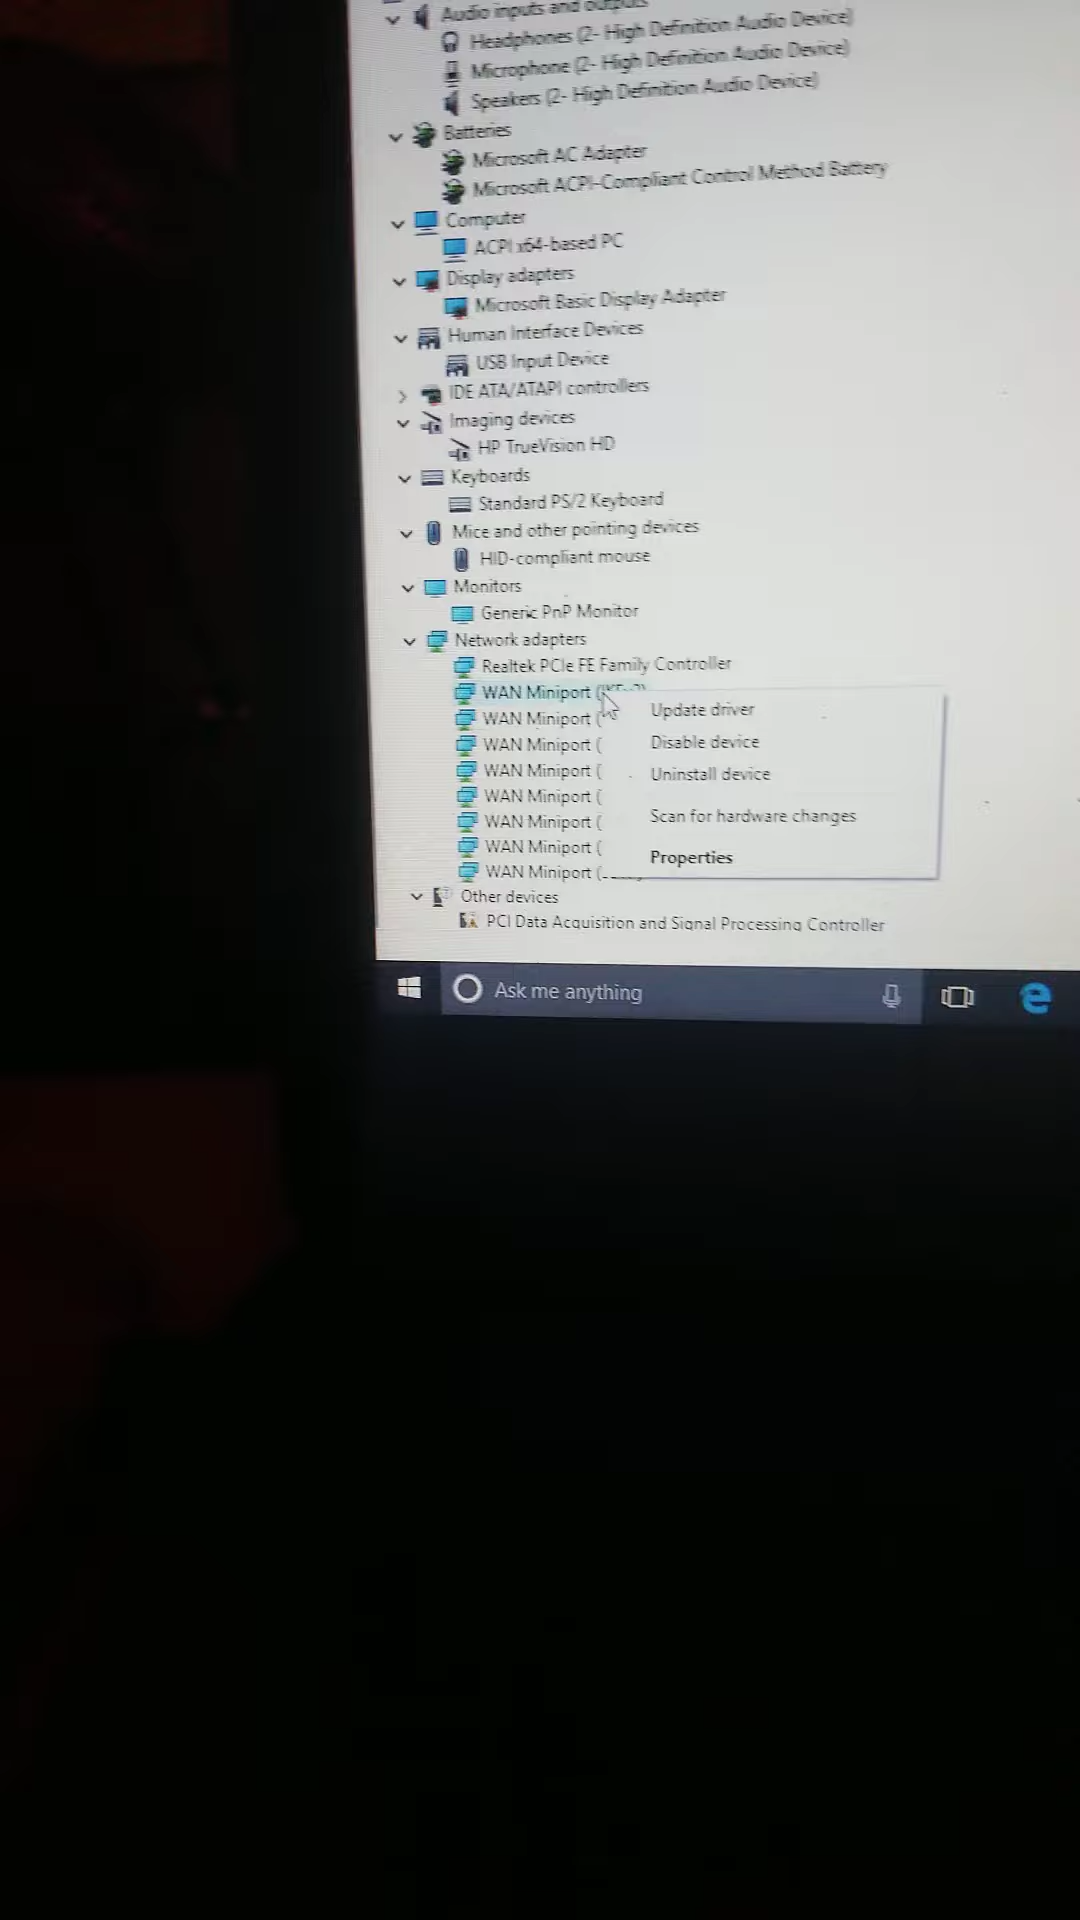 Audio inputs and outputs
Headphones (2- High Definition Audio Device)
Microphone (2- High Definition Audio Device)
Speakers (2- High Definition Audio Device)
Batteries
Microsoft AC Adapter
Microsoft ACPI-Compliant Control Method Battery
Computer
ACPI x64-based PC
Display adapters
Microsoft Basic Display Adapter
Human Interface Devices
USB Input Device
IDE ATA/ATAPI controllers
Imaging devices
HP TrueVision HD
Keyboards
Standard PS/2 Keyboard
Mice and other pointing devices
HID-compliant mouse
Monitors
Generic PnP Monitor
Network adapters
Realtek PCIe FE Family Controller
WAN Miniport (
WAN Miniport (
WAN Miniport (
WAN Miniport (
WAN Miniport (
WAN Miniport (
WAN Miniport (
WAN Miniport (
Update driver
Disable device
Uninstall device
Scan for hardware changes
Properties
Other devices
PCI Data Acquisition and Signal Processing Controller
Ask me anything